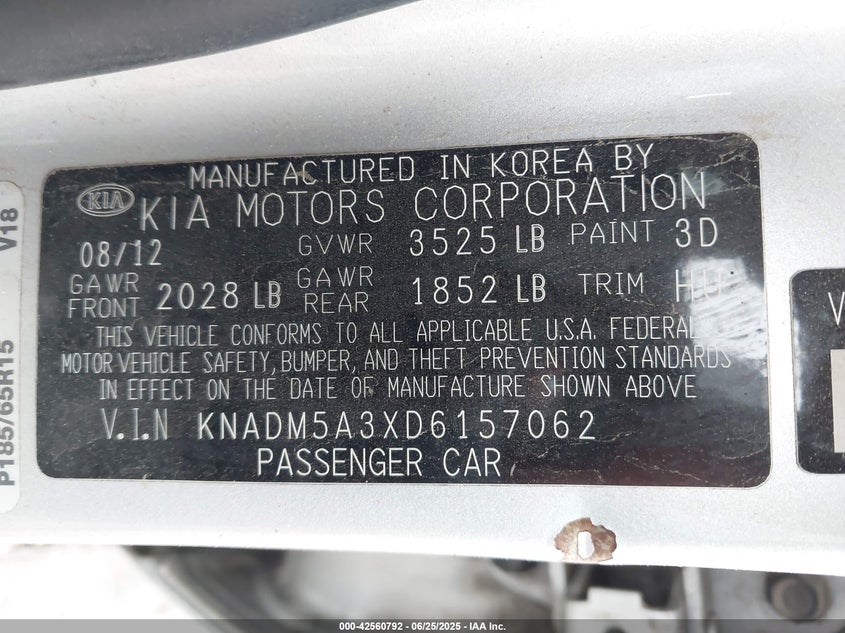 MANUFACTURED IN KOREA BY
KIA KIA MOTORS CORPORATION
08/12 GVWR 3525 LB PAINT 3D
GAWR FRONT 2028 LB GAWR REAR 1852 LB TRIM HU
THIS VEHICLE CONFORMS TO ALL APPLICABLE U.S.A. FEDERAL
MOTOR VEHICLE SAFETY, BUMPER, AND THEFT PREVENTION STANDARDS
IN EFFECT ON THE DATE OF MANUFACTURE SHOWN ABOVE
V.I.N KNADM5A3XD6157062
PASSENGER CAR
P185/65R15 V18
V
000-42560792 - 06/25/2025 - IAA Inc.